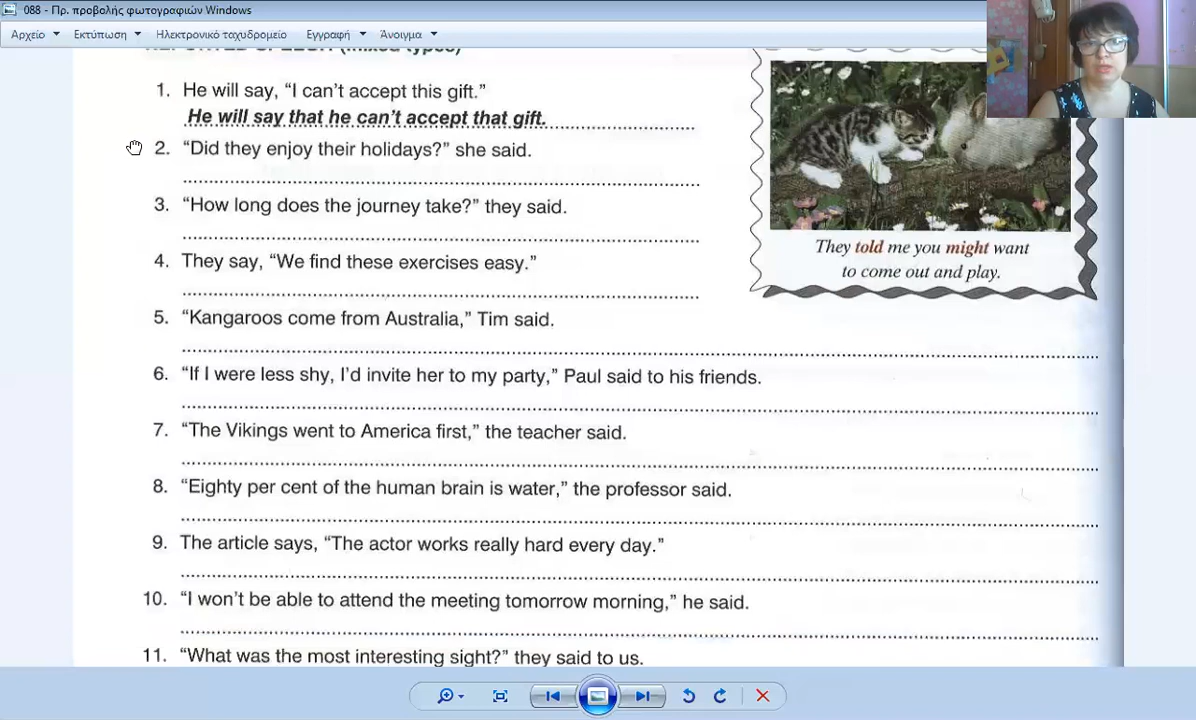 088 - Πρ. προβολής φωτογραφιών Windows
Αρχείο Εκτύπωση Ηλεκτρονικό ταχυδρομείο Εγγραφή Άνοιγμα
(mixed types)
1. He will say, “I can’t accept this gift.”
He will say that he can’t accept that gift.
2. “Did they enjoy their holidays?” she said.
3. “How long does the journey take?” they said.
4. They say, “We find these exercises easy.”
5. “Kangaroos come from Australia,” Tim said.
6. “If I were less shy, I’d invite her to my party,” Paul said to his friends.
7. “The Vikings went to America first,” the teacher said.
8. “Eighty per cent of the human brain is water,” the professor said.
9. The article says, “The actor works really hard every day.”
10. “I won’t be able to attend the meeting tomorrow morning,” he said.
11. “What was the most interesting sight?” they said to us.
They told me you might want
to come out and play.